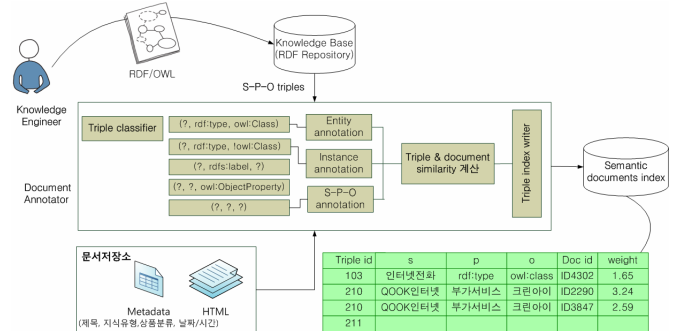 Knowledge Base
(RDF Repository)
RDF/OWL
S-P-O triples
Knowledge
Engineer
Document
Annotator
Triple classifier
(?, rdf:type, owl:Class)
(?, rdf:type, !owl:Class)
(?, rdfs:label, ?)
(?, ?, owl:ObjectProperty)
(?, ?, ?)
Entity
annotation
Instance
annotation
S-P-O
annotation
Triple & document
similarity 계산
Triple index writer
Semantic
documents index
문서저장소
Metadata
HTML
(제목, 지식유형,상품분류, 날짜/시간)
Triple id s p o Doc id weight
103 인터넷전화 rdf:type owl:class ID4302 1.65
210 QOOK인터넷 부가서비스 크린아이 ID2290 3.24
210 QOOK인터넷 부가서비스 크린아이 ID3847 2.59
211